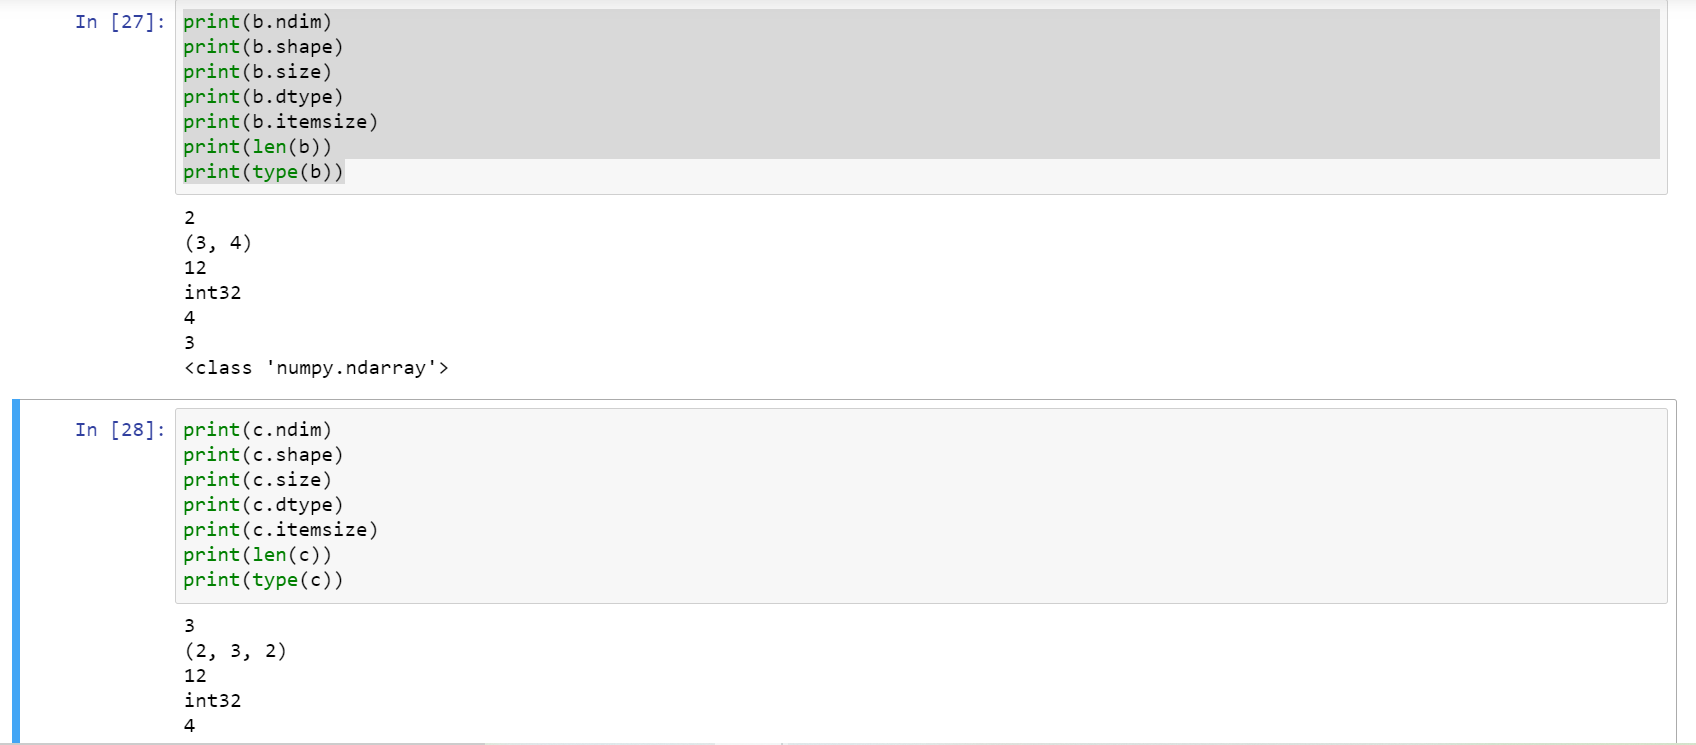 In [27]: print(b.ndim)
print(b.shape)
print(b.size)
print(b.dtype)
print(b.itemsize)
print(len(b))
print(type(b))
2
(3, 4)
12
int32
4
3
<class 'numpy.ndarray'>
In [28]: print(c.ndim)
print(c.shape)
print(c.size)
print(c.dtype)
print(c.itemsize)
print(len(c))
print(type(c))
3
(2, 3, 2)
12
int32
4